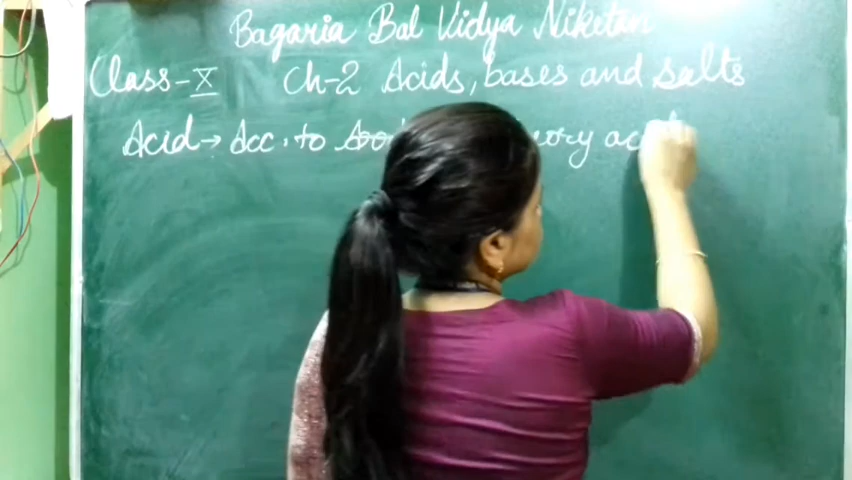 Bagaria Bal Vidya Niketan
Class-X Ch-2 Acids, bases and salts
Acid→ Acc. to